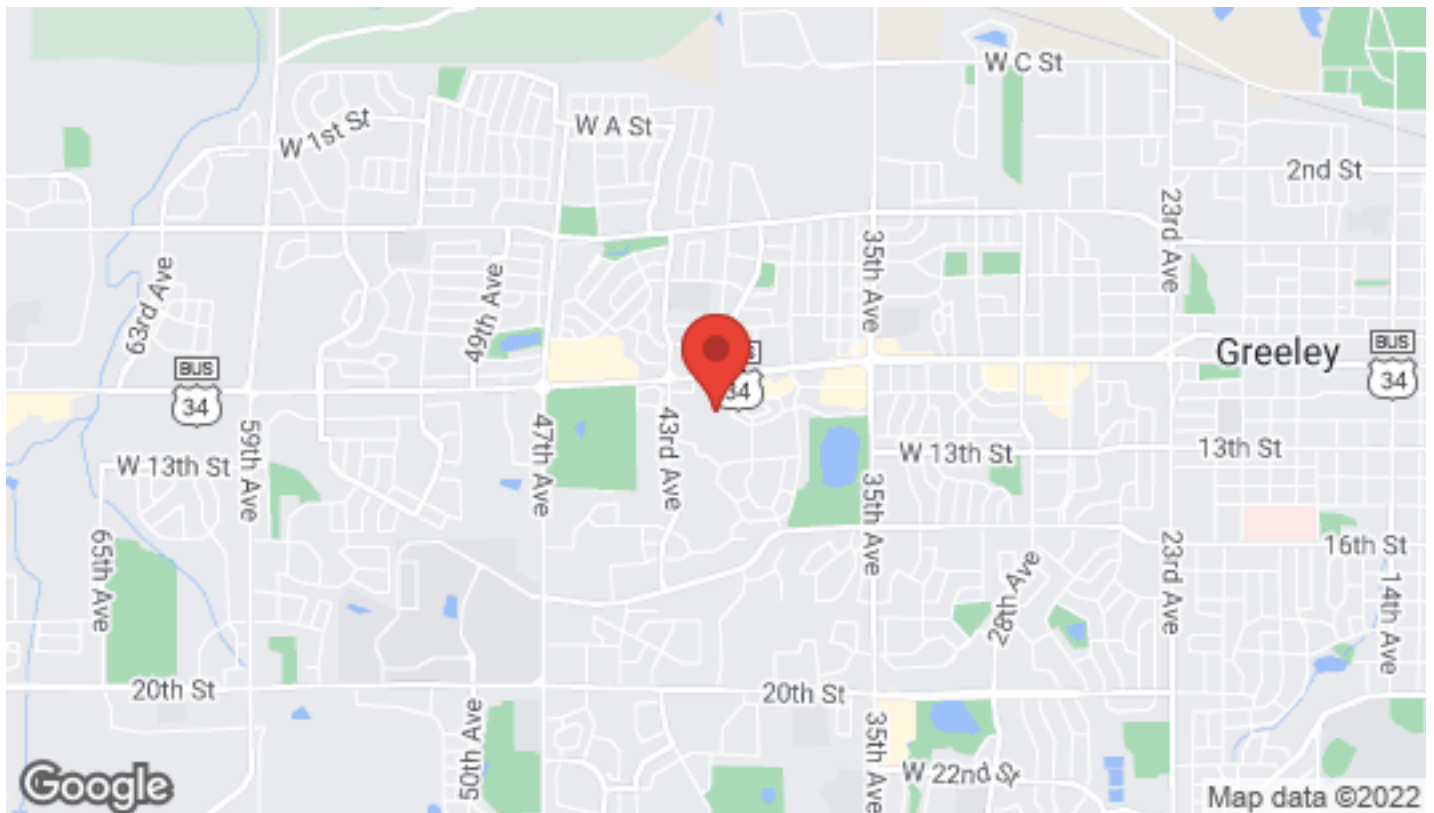 W C St
W A St
W 1st St
2nd St
23rd Ave
35th Ave
63rd Ave
49th Ave
BUS
34
BUS
34
34
Greeley
59th Ave
47th Ave
43rd Ave
W 13th St
W 13th St
13th St
65th Ave
35th Ave
28th Ave
23rd Ave
16th St
14th Ave
20th St
20th St
50th Ave
35th Ave
W 22nd St
Google
Map data ©2022